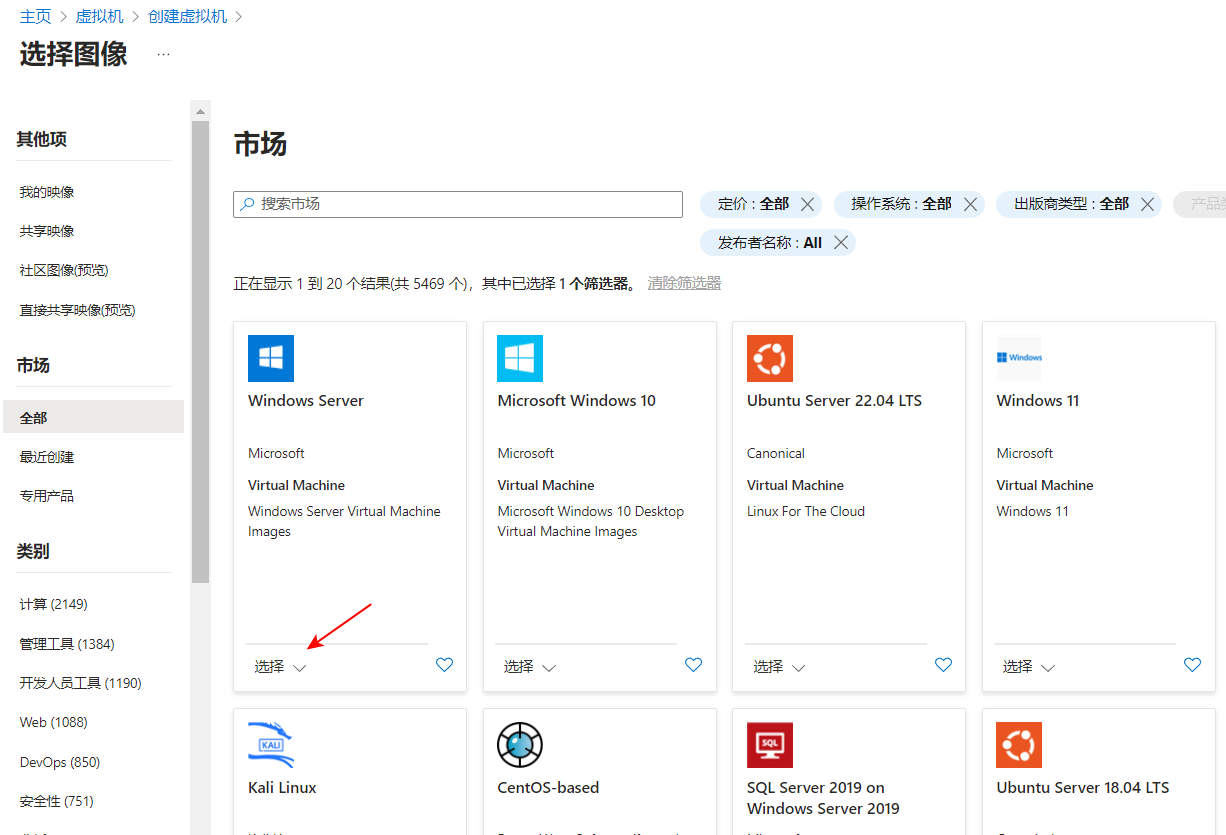 主页 > 虚拟机 > 创建虚拟机 >
选择图像 ...
其他项
我的映像
共享映像
社区图像(预览)
直接共享映像(预览)
市场
全部
最近创建
专用产品
类别
计算 (2149)
管理工具 (1384)
开发人员工具 (1190)
Web (1088)
DevOps (850)
安全性 (751)
市场
搜索市场
定价 : 全部
操作系统 : 全部
出版商类型 : 全部
产品类
发布者名称 : All
正在显示 1 到 20 个结果(共 5469 个)，其中已选择 1 个筛选器。 清除筛选器
Windows Server
Microsoft
Virtual Machine
Windows Server Virtual Machine
Images
选择
Microsoft Windows 10
Microsoft
Virtual Machine
Microsoft Windows 10 Desktop
Virtual Machine Images
选择
Ubuntu Server 22.04 LTS
Canonical
Virtual Machine
Linux For The Cloud
选择
Windows
Windows 11
Microsoft
Virtual Machine
Windows 11
选择
KALI
Kali Linux
CentOS-based
SQL
SQL Server 2019 on
Windows Server 2019
Ubuntu Server 18.04 LTS